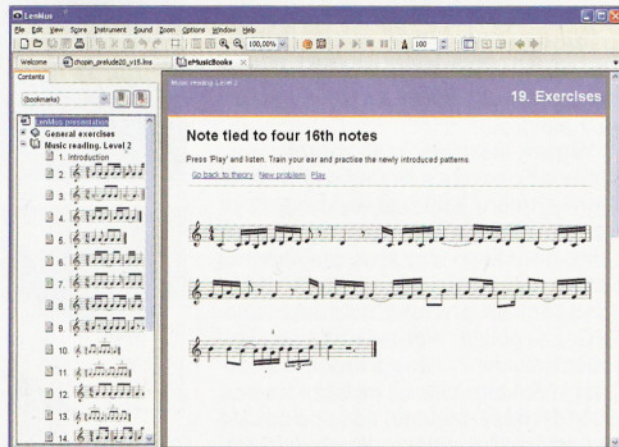 LenMus
File Edit View Score Instrument Sound Zoom Options Window Help
100,00% 100
Welcome chopin_prelude20_v15.lms eMusicBooks
Contents
(bookmarks)
LenMus presentation
General exercises
Music reading. Level 2
1. Introduction
2.
3.
4.
5.
6.
7.
8.
9.
10.
11.
12.
13.
14.
Music reading. Level 2
19. Exercises
Note tied to four 16th notes
Press 'Play' and listen. Train your ear and practise the newly introduced patterns.
Go back to theory New problem Play
4
4
3